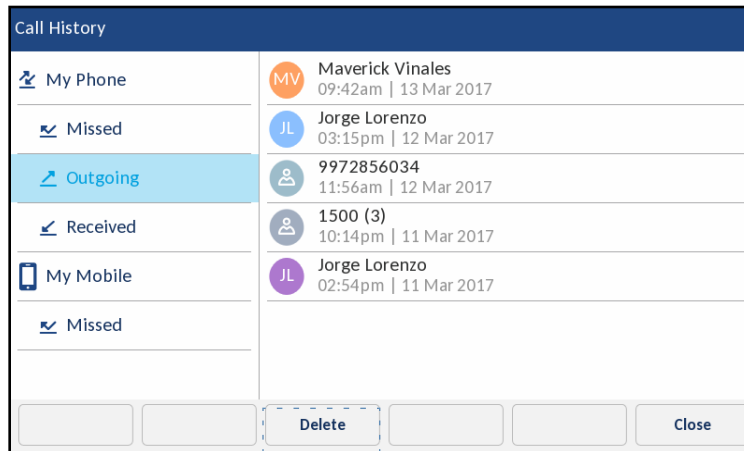 Call History
My Phone
Missed
Outgoing
Received
My Mobile
Missed
MV
Maverick Vinales
09:42am | 13 Mar 2017
JL
Jorge Lorenzo
03:15pm | 12 Mar 2017
9972856034
11:56am | 12 Mar 2017
1500 (3)
10:14pm | 11 Mar 2017
JL
Jorge Lorenzo
02:54pm | 11 Mar 2017
Delete
Close